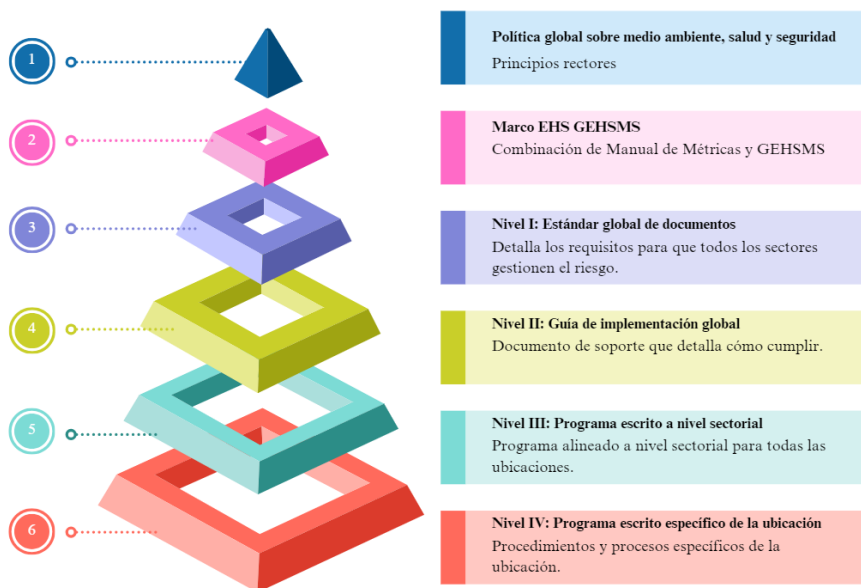 1
Política global sobre medio ambiente, salud y seguridad
Principios rectores
2
Marco EHS GEHSMS
Combinación de Manual de Métricas y GEHSMS
3
Nivel I: Estándar global de documentos
Detalla los requisitos para que todos los sectores
gestionen el riesgo.
4
Nivel II: Guía de implementación global
Documento de soporte que detalla cómo cumplir.
5
Nivel III: Programa escrito a nivel sectorial
Programa alineado a nivel sectorial para todas las
ubicaciones.
6
Nivel IV: Programa escrito específico de la ubicación
Procedimientos y procesos específicos de la
ubicación.